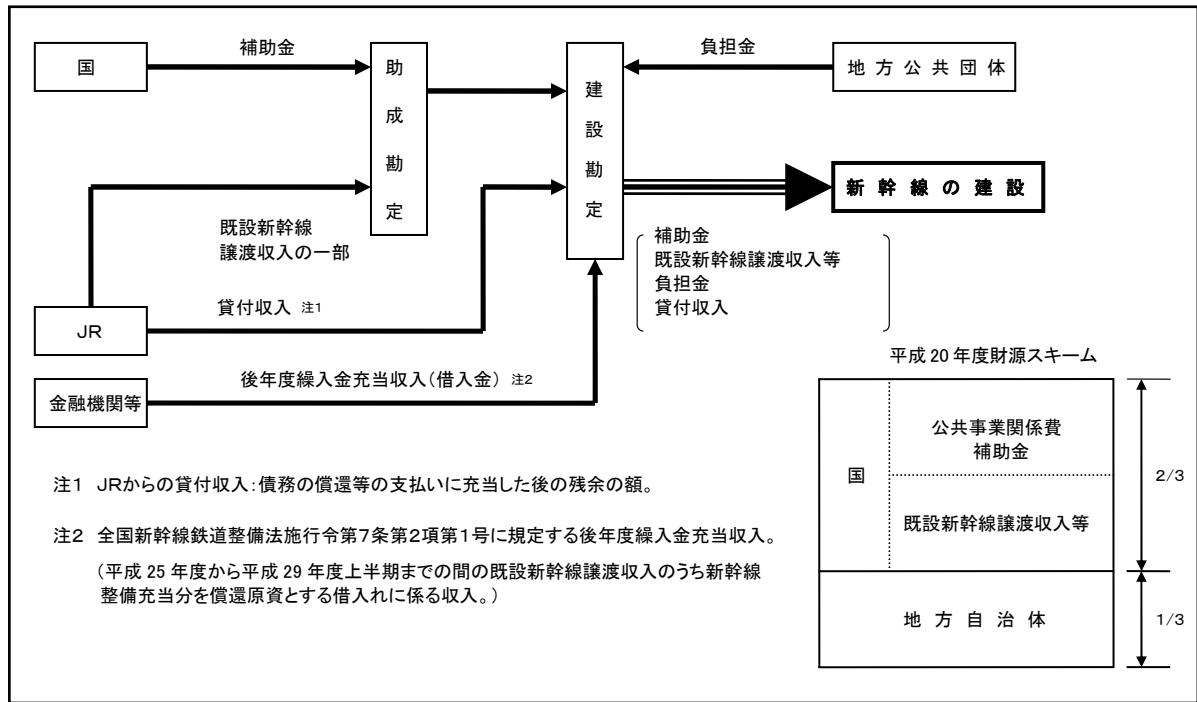 国
補助金
助成勘定
建設勘定
負担金
地方公共団体
新幹線の建設
既設新幹線
譲渡収入の一部
補助金
既設新幹線譲渡収入等
負担金
貸付収入
JR
貸付収入 注1
金融機関等
後年度繰入金充当収入(借入金) 注2
平成20年度財源スキーム
国
公共事業関係費
補助金
既設新幹線譲渡収入等
2/3
地方自治体
1/3
注1 JRからの貸付収入:債務の償還等の支払いに充当した後の残余の額。
注2 全国新幹線鉄道整備法施行令第7条第2項第1号に規定する後年度繰入金充当収入。
(平成25年度から平成29年度上半期までの間の既設新幹線譲渡収入のうち新幹線
整備充当分を償還原資とする借入れに係る収入。)